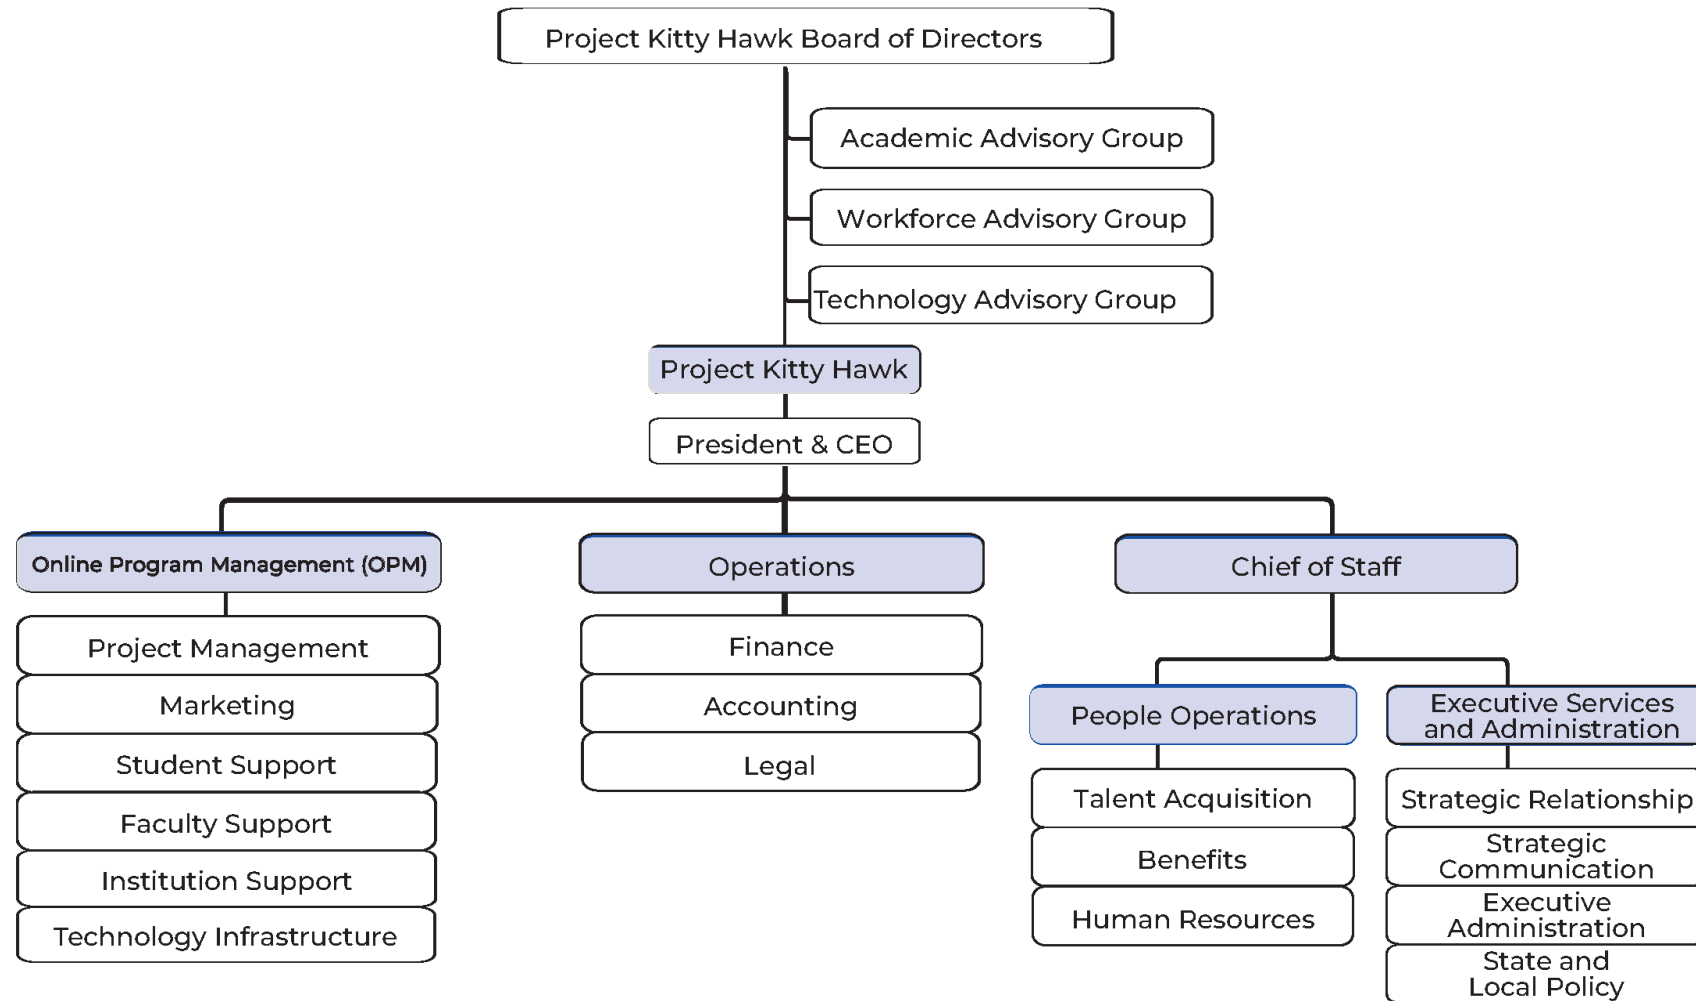 Project Kitty Hawk Board of Directors
Academic Advisory Group
Workforce Advisory Group
Technology Advisory Group
Project Kitty Hawk
President & CEO
Online Program Management (OPM)
Project Management
Marketing
Student Support
Faculty Support
Institution Support
Technology Infrastructure
Operations
Finance
Accounting
Legal
Chief of Staff
People Operations
Talent Acquisition
Benefits
Human Resources
Executive Services
and Administration
Strategic Relationship
Strategic
Communication
Executive
Administration
State and
Local Policy